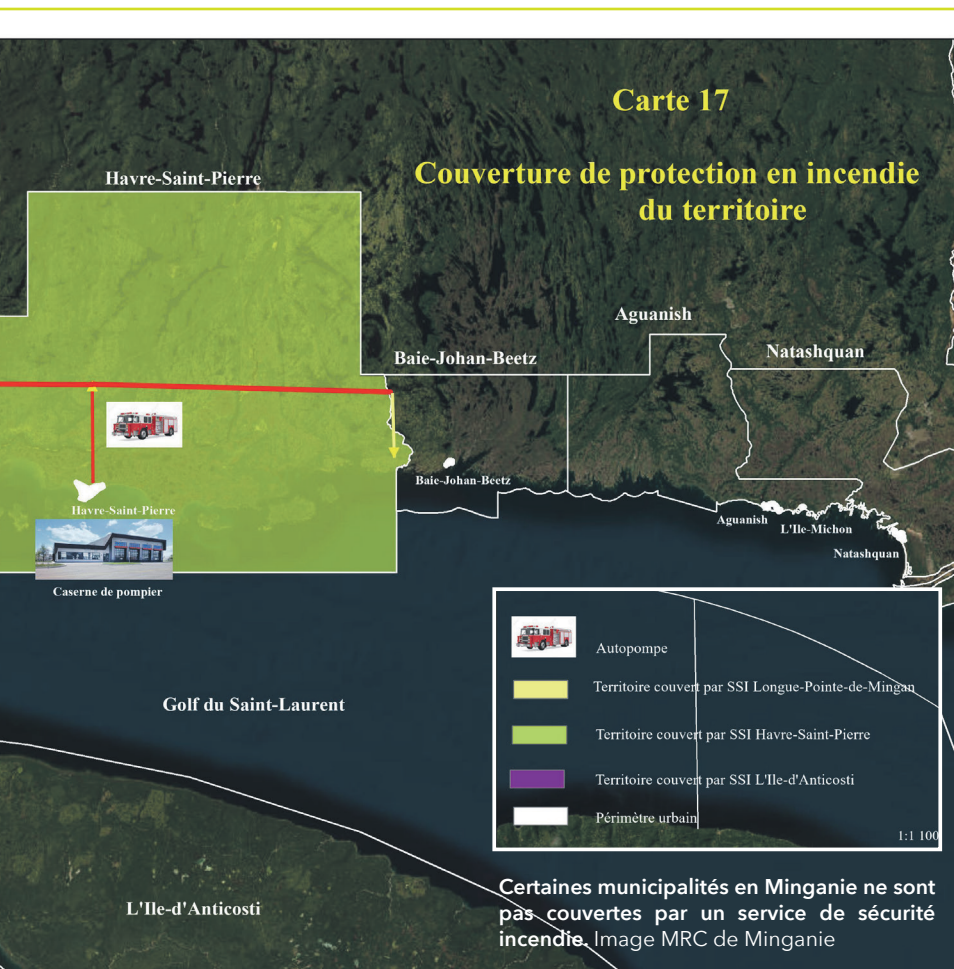 Carte 17
Couverture de protection en incendie
du territoire
Havre-Saint-Pierre
Aguanish
Natashquan
Baie-Johan-Beetz
Baie-Johan-Beetz
Havre-Saint-Pierre
Aguanish
L'Ile-Michon
Natashquan
Caserne de pompier
Golf du Saint-Laurent
L'Ile-d'Anticosti
Autopompe
Territoire couvert par SSI Longue-Pointe-de-Mingan
Territoire couvert par SSI Havre-Saint-Pierre
Territoire couvert par SSI L'Ile-d'Anticosti
Périmètre urbain
1:1 100
Certaines municipalités en Minganie ne sont
pas couvertes par un service de sécurité
incendie. Image MRC de Minganie